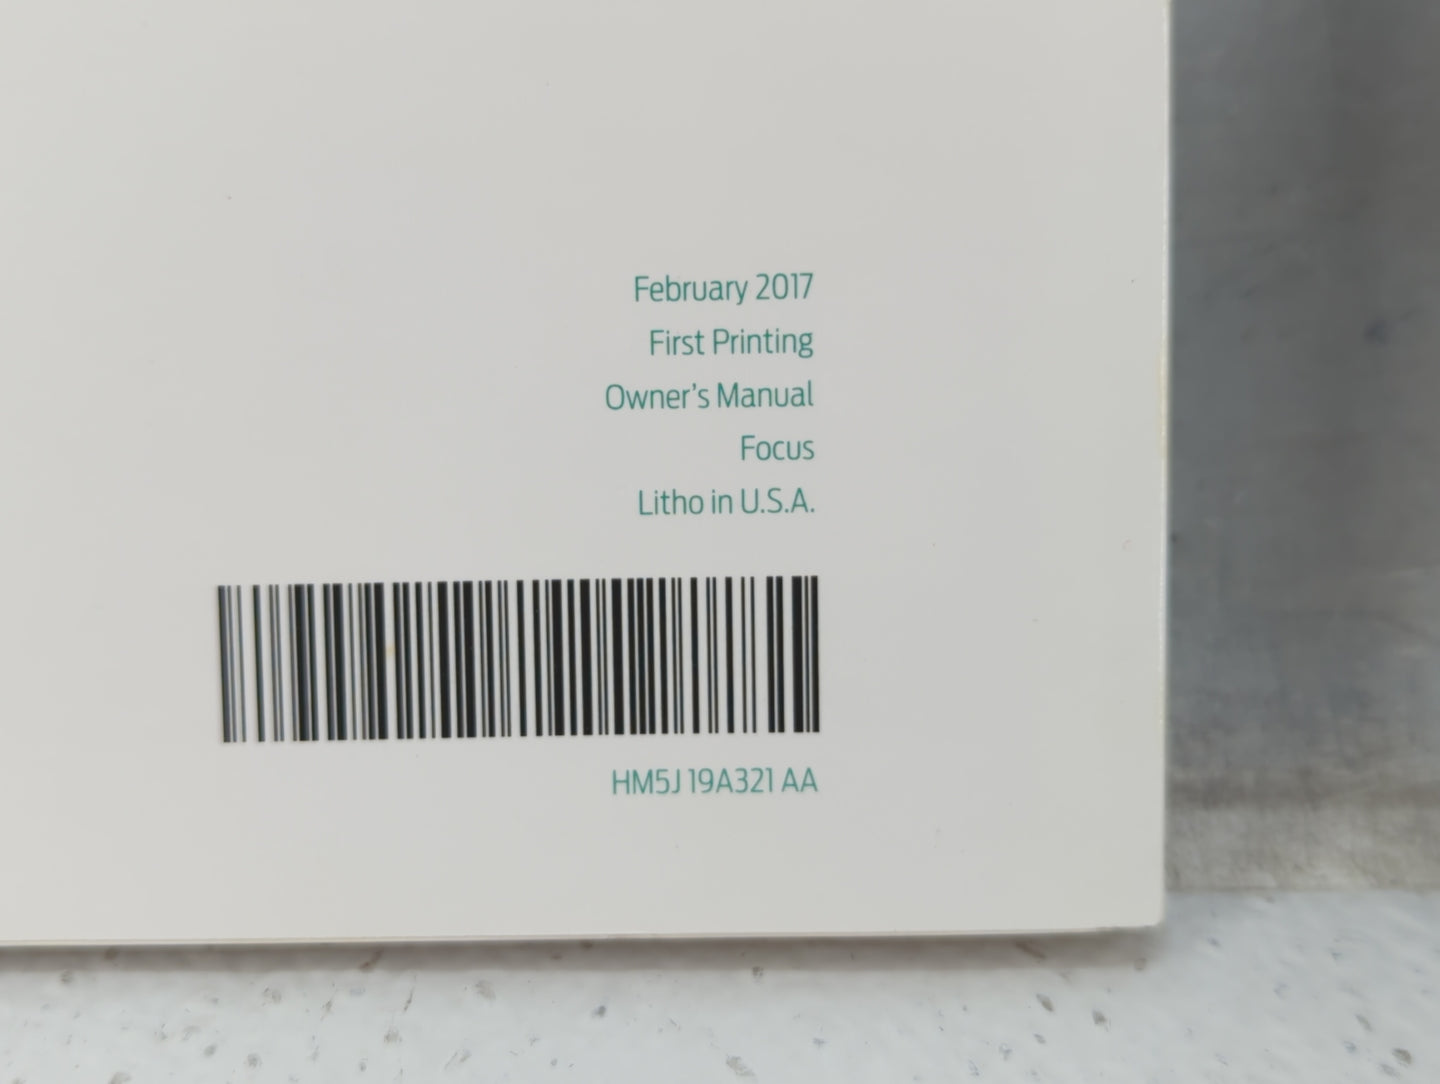 February 2017
First Printing
Owner's Manual
Focus
Litho in U.S.A.
HM5J 19A321 AA